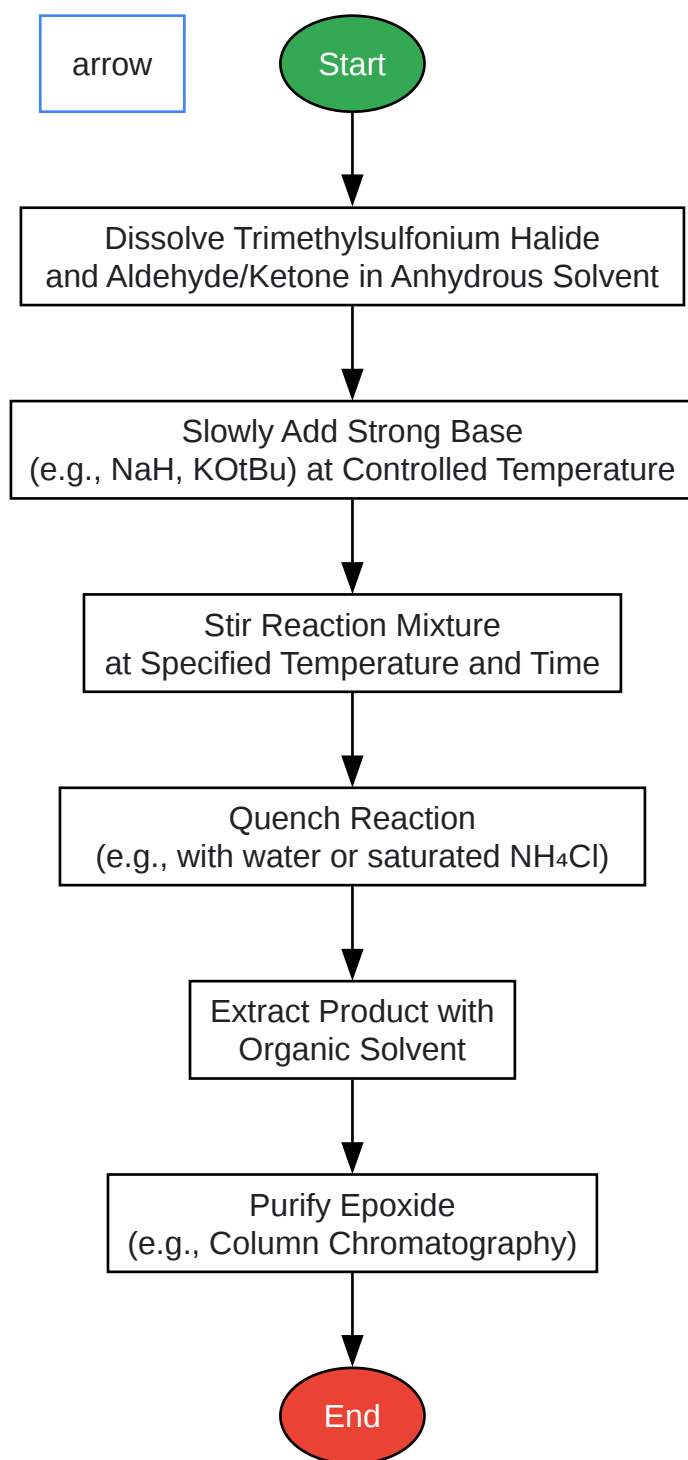 arrow
Start
Dissolve Trimethylsulfonium Halide
and Aldehyde/Ketone in Anhydrous Solvent
Slowly Add Strong Base
(e.g., NaH, KOtBu) at Controlled Temperature
Stir Reaction Mixture
at Specified Temperature and Time
Quench Reaction
(e.g., with water or saturated NH₄Cl)
Extract Product with
Organic Solvent
Purify Epoxide
(e.g., Column Chromatography)
End